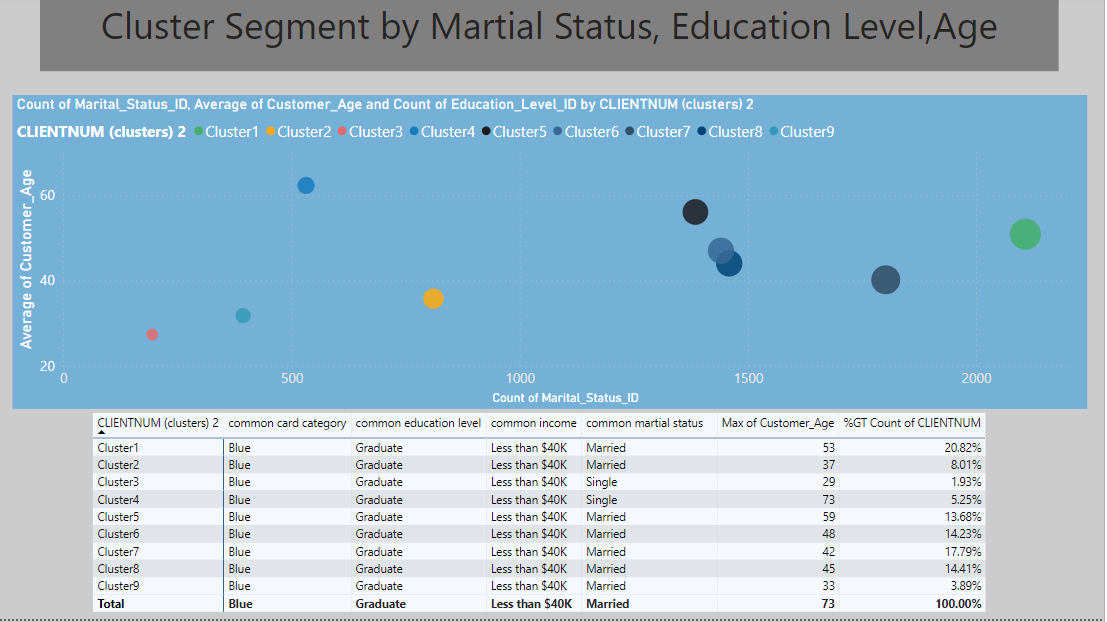 Cluster Segment by Martial Status, Education Level,Age
Count of Marital_Status_ID, Average of Customer_Age and Count of Education_Level_ID by CLIENTNUM (clusters) 2
CLIENTNUM (clusters) 2 Cluster1 Cluster2 Cluster3 Cluster4 Cluster5 Cluster6 Cluster7 Cluster8 Cluster9
Average of Customer_Age
60
40
20
0 500 1000 1500 2000
Count of Marital_Status_ID
CLIENTNUM (clusters) 2 common card category common education level common income common martial status Max of Customer_Age %GT Count of CLIENTNUM
Cluster1 Blue Graduate Less than $40K Married 53 20.82%
Cluster2 Blue Graduate Less than $40K Married 37 8.01%
Cluster3 Blue Graduate Less than $40K Single 29 1.93%
Cluster4 Blue Graduate Less than $40K Single 73 5.25%
Cluster5 Blue Graduate Less than $40K Married 59 13.68%
Cluster6 Blue Graduate Less than $40K Married 48 14.23%
Cluster7 Blue Graduate Less than $40K Married 42 17.79%
Cluster8 Blue Graduate Less than $40K Married 45 14.41%
Cluster9 Blue Graduate Less than $40K Married 33 3.89%
Total Blue Graduate Less than $40K Married 73 100.00%